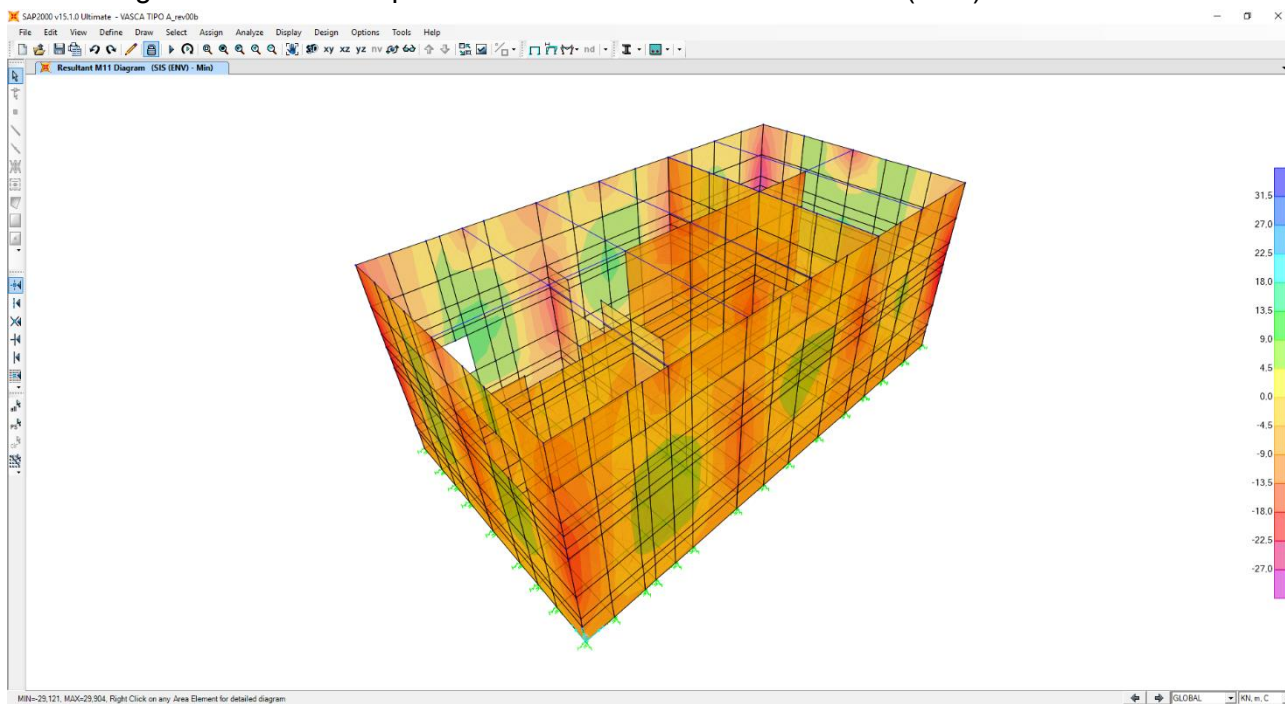 SAP2000 v15.1.0 Ultimate - VASCA TIPO A_rev00b
File Edit View Define Draw Select Assign Analyze Display Design Options Tools Help
xy xz yz nv nd
Resultant M11 Diagram (SIS (ENV) - Min)
31.5
27.0
22.5
18.0
13.5
9.0
4.5
0.0
-4.5
-9.0
-13.5
-18.0
-22.5
-27.0
MIN=-29,121, MAX=29,904, Right Click on any Area Element for detailed diagram
GLOBAL
KN, m, C